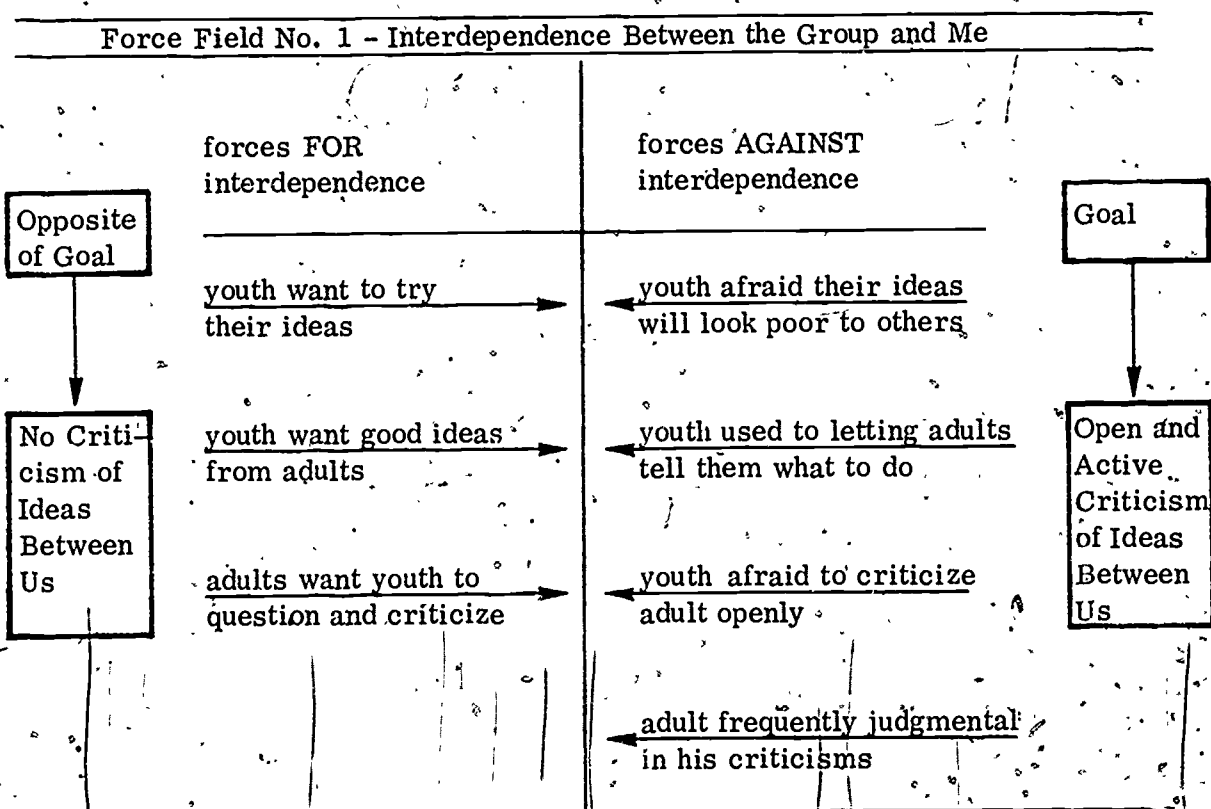 Force Field No. 1 - Interdependence Between the Group and Me
forces FOR
interdependence
forces AGAINST
interdependence
Opposite
of Goal
Goal
youth want to try
their ideas
youth afraid their ideas
will look poor to others
No Criti-
cism of
Ideas
Between
Us
youth want good ideas
from adults
youth used to letting adults
tell them what to do
Open and
Active
Criticism
of Ideas
Between
Us
adults want youth to
question and criticize
youth afraid to criticize
adult openly
adult frequently judgmental
in his criticisms